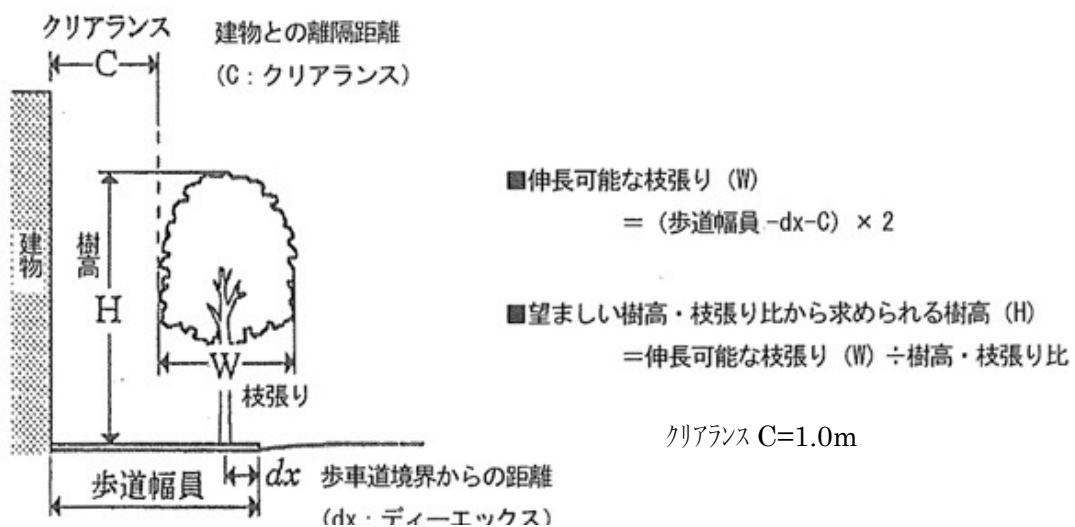 クリアランス
C
建物との離隔距離
(C:クリアランス)
■伸長可能な枝張り (W)
= (歩道幅員-dx-C) × 2
建物
樹高
H
■望ましい樹高・枝張り比から求められる樹高 (H)
=伸長可能な枝張り (W) ÷樹高・枝張り比
W
枝張り
クリアランス C=1.0m
歩道幅員
dx 歩車道境界からの距離
(dx:ディーエックス)